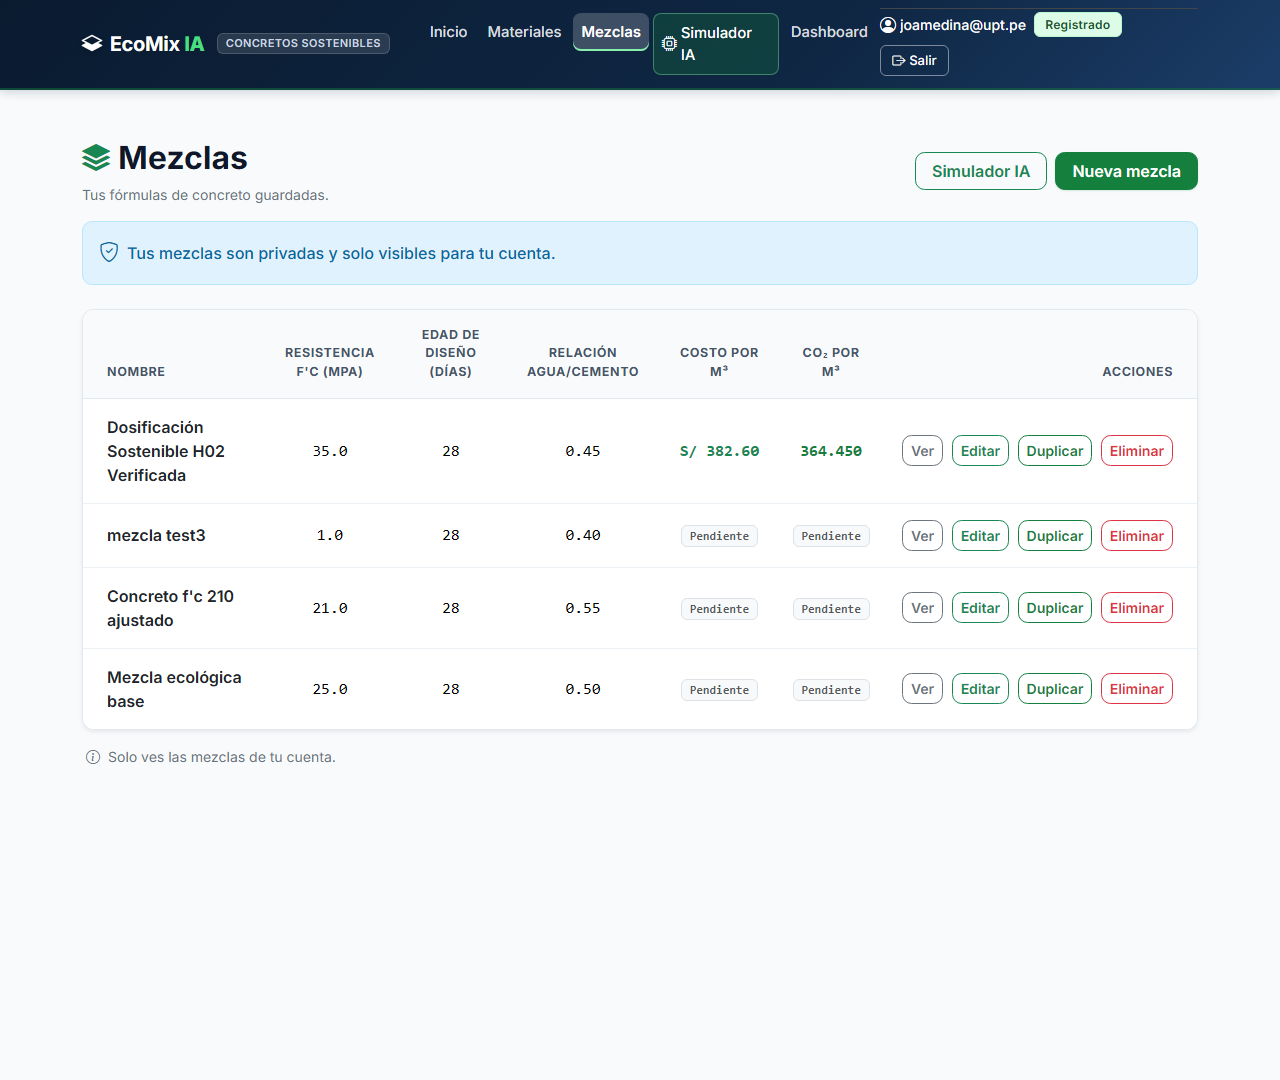 EcoMix IA
CONCRETOS SOSTENIBLES
Inicio
Materiales
Mezclas
Simulador
IA
Dashboard
joamedina@upt.pe
Registrado
Salir
Mezclas
Tus fórmulas de concreto guardadas.
Simulador IA
Nueva mezcla
Tus mezclas son privadas y solo visibles para tu cuenta.
NOMBRE
RESISTENCIA
F'C (MPA)
EDAD DE
DISEÑO
(DÍAS)
RELACIÓN
AGUA/CEMENTO
COSTO POR
M³
CO₂ POR
M³
ACCIONES
Dosificación
Sostenible H02
Verificada
35.0
28
0.45
S/ 382.60
364.450
Ver
Editar
Duplicar
Eliminar
mezcla test3
1.0
28
0.40
Pendiente
Pendiente
Ver
Editar
Duplicar
Eliminar
Concreto f'c 210
ajustado
21.0
28
0.55
Pendiente
Pendiente
Ver
Editar
Duplicar
Eliminar
Mezcla ecológica
base
25.0
28
0.50
Pendiente
Pendiente
Ver
Editar
Duplicar
Eliminar
Solo ves las mezclas de tu cuenta.